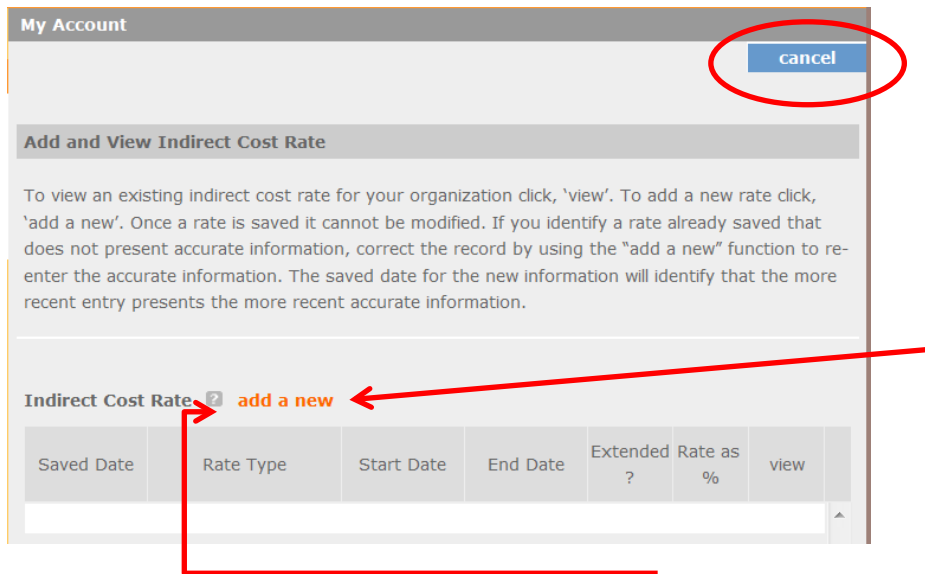 My Account
cancel
Add and View Indirect Cost Rate
To view an existing indirect cost rate for your organization click, ‘view’. To add a new rate click,
‘add a new’. Once a rate is saved it cannot be modified. If you identify a rate already saved that
does not present accurate information, correct the record by using the “add a new” function to re-
enter the accurate information. The saved date for the new information will identify that the more
recent entry presents the more recent accurate information.
Indirect Cost Rate ? add a new
Saved Date Rate Type Start Date End Date Extended ? Rate as % view